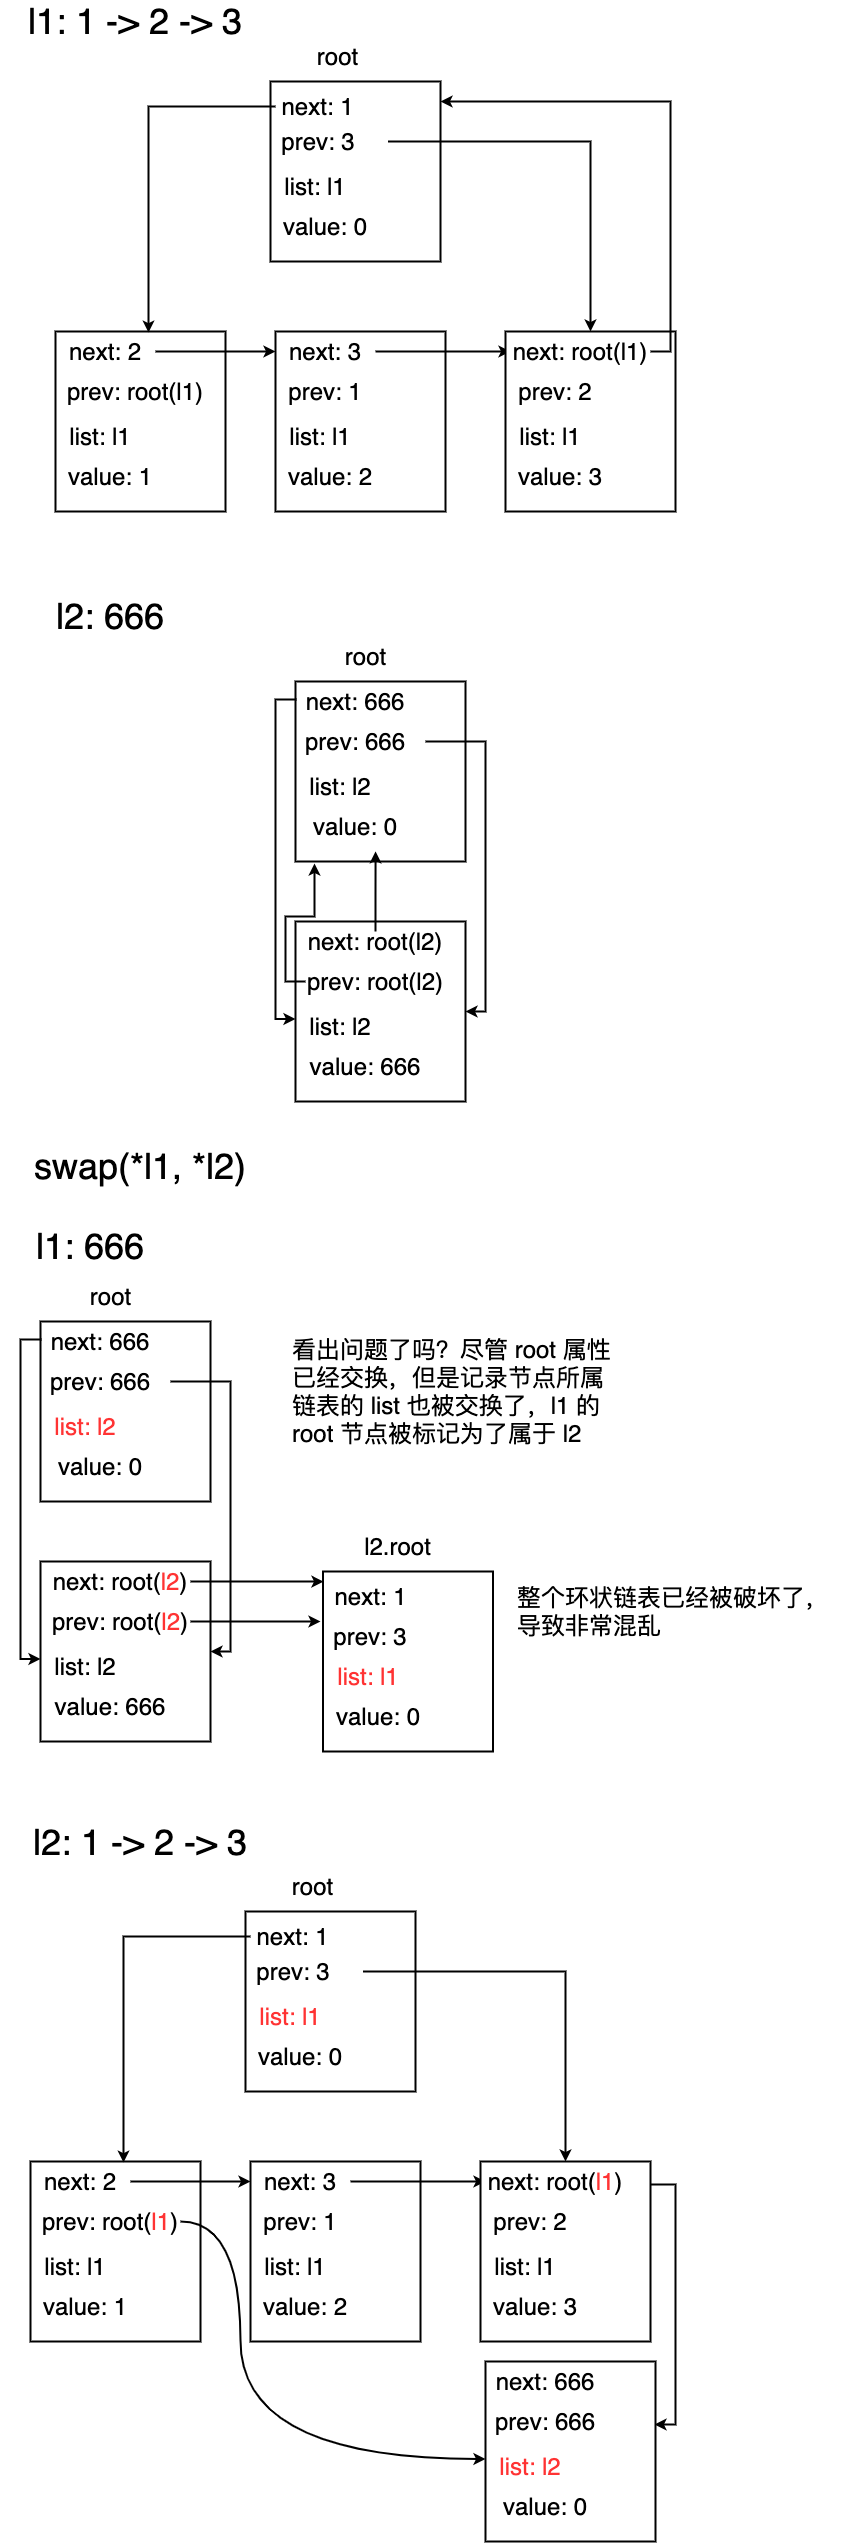 l1: 1 -> 2 -> 3
root
next: 1
prev: 3
list: l1
value: 0
next: 2
prev: root(l1)
list: l1
value: 1
next: 3
prev: 1
list: l1
value: 2
next: root(l1)
prev: 2
list: l1
value: 3
l2: 666
root
next: 666
prev: 666
list: l2
value: 0
next: root(l2)
prev: root(l2)
list: l2
value: 666
swap(*l1, *l2)
l1: 666
root
next: 666
prev: 666
list: l2
value: 0
看出问题了吗？尽管 root 属性
已经交换，但是记录节点所属
链表的 list 也被交换了，l1 的
root 节点被标记为了属于 l2
next: root(l2)
prev: root(l2)
list: l2
value: 666
l2.root
next: 1
prev: 3
list: l1
value: 0
整个环状链表已经被破坏了，
导致非常混乱
l2: 1 -> 2 -> 3
root
next: 1
prev: 3
list: l1
value: 0
next: 2
prev: root(l1)
list: l1
value: 1
next: 3
prev: 1
list: l1
value: 2
next: root(l1)
prev: 2
list: l1
value: 3
next: 666
prev: 666
list: l2
value: 0